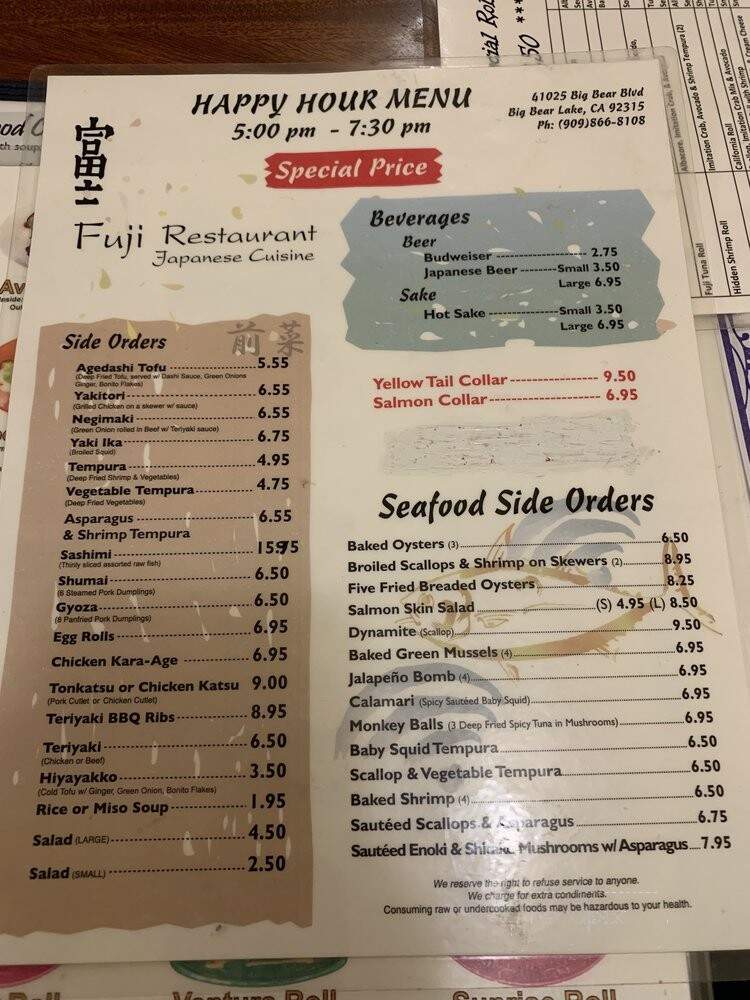 HAPPY HOUR MENU
5:00 pm - 7:30 pm
Special Price
41025 Big Bear Blvd
Big Bear Lake, CA 92315
Ph: (909)866-8108
富士
Fuji Restaurant
Japanese Cuisine
Beverages
Beer
Budweiser 2.75
Japanese Beer Small 3.50
Large 6.95
Sake
Hot Sake Small 3.50
Large 6.95
Yellow Tail Collar 9.50
Salmon Collar 6.95
Side Orders 前菜
Agedashi Tofu 5.55
(Deep Fried Tofu, served w/ Dashi Sauce, Green Onions
Ginger, Bonito Flakes)
Yakitori 6.55
(Grilled Chicken on a skewer w/ sauce)
Negimaki 6.55
(Green Onion rolled in Beef w/ Teriyaki sauce)
Yaki Ika 6.75
(Broiled Squid)
Tempura 4.95
(Deep Fried Shrimp & Vegetables)
Vegetable Tempura 4.75
(Deep Fried Vegetables)
Asparagus 6.55
& Shrimp Tempura
Sashimi
(Thinly sliced assorted raw fish)
Shumai 6.50
(8 Steamed Pork Dumplings)
Gyoza 6.50
(8 Panfried Pork Dumplings)
Egg Rolls 6.95
Chicken Kara-Age 6.95
Tonkatsu or Chicken Katsu 9.00
(Pork Cutlet or Chicken Cutlet)
Teriyaki BBQ Ribs 8.95
Teriyaki 6.50
(Chicken or Beef)
Hiyayakko 3.50
(Cold Tofu w/ Ginger, Green Onion, Bonito Flakes)
Rice or Miso Soup 1.95
Salad (LARGE) 4.50
Salad (SMALL) 2.50
Seafood Side Orders
Baked Oysters (3) 6.50
Broiled Scallops & Shrimp on Skewers (2) 8.95
Five Fried Breaded Oysters 8.25
Salmon Skin Salad (S) 4.95 (L) 8.50
Dynamite (Scallop) 9.50
Baked Green Mussels (4) 6.95
Jalapeño Bomb (4) 6.95
Calamari (Spicy Sautéed Baby Squid) 6.95
Monkey Balls (3 Deep Fried Spicy Tuna in Mushrooms) 6.95
Baby Squid Tempura 6.50
Scallop & Vegetable Tempura 6.50
Baked Shrimp (4) 6.50
Sautéed Scallops & Asparagus 6.75
Sautéed Enoki & Mushrooms w/ Asparagus 7.95
We reserve the right to refuse service to anyone.
We charge for extra condiments.
Consuming raw or undercooked foods may be hazardous to your health.
Fuji Tuna Roll
Imitation Crab, Avocado & Shrimp Tempura (2)
Hidden Shrimp Roll
California Roll
Ventura Roll
Sunrise Roll